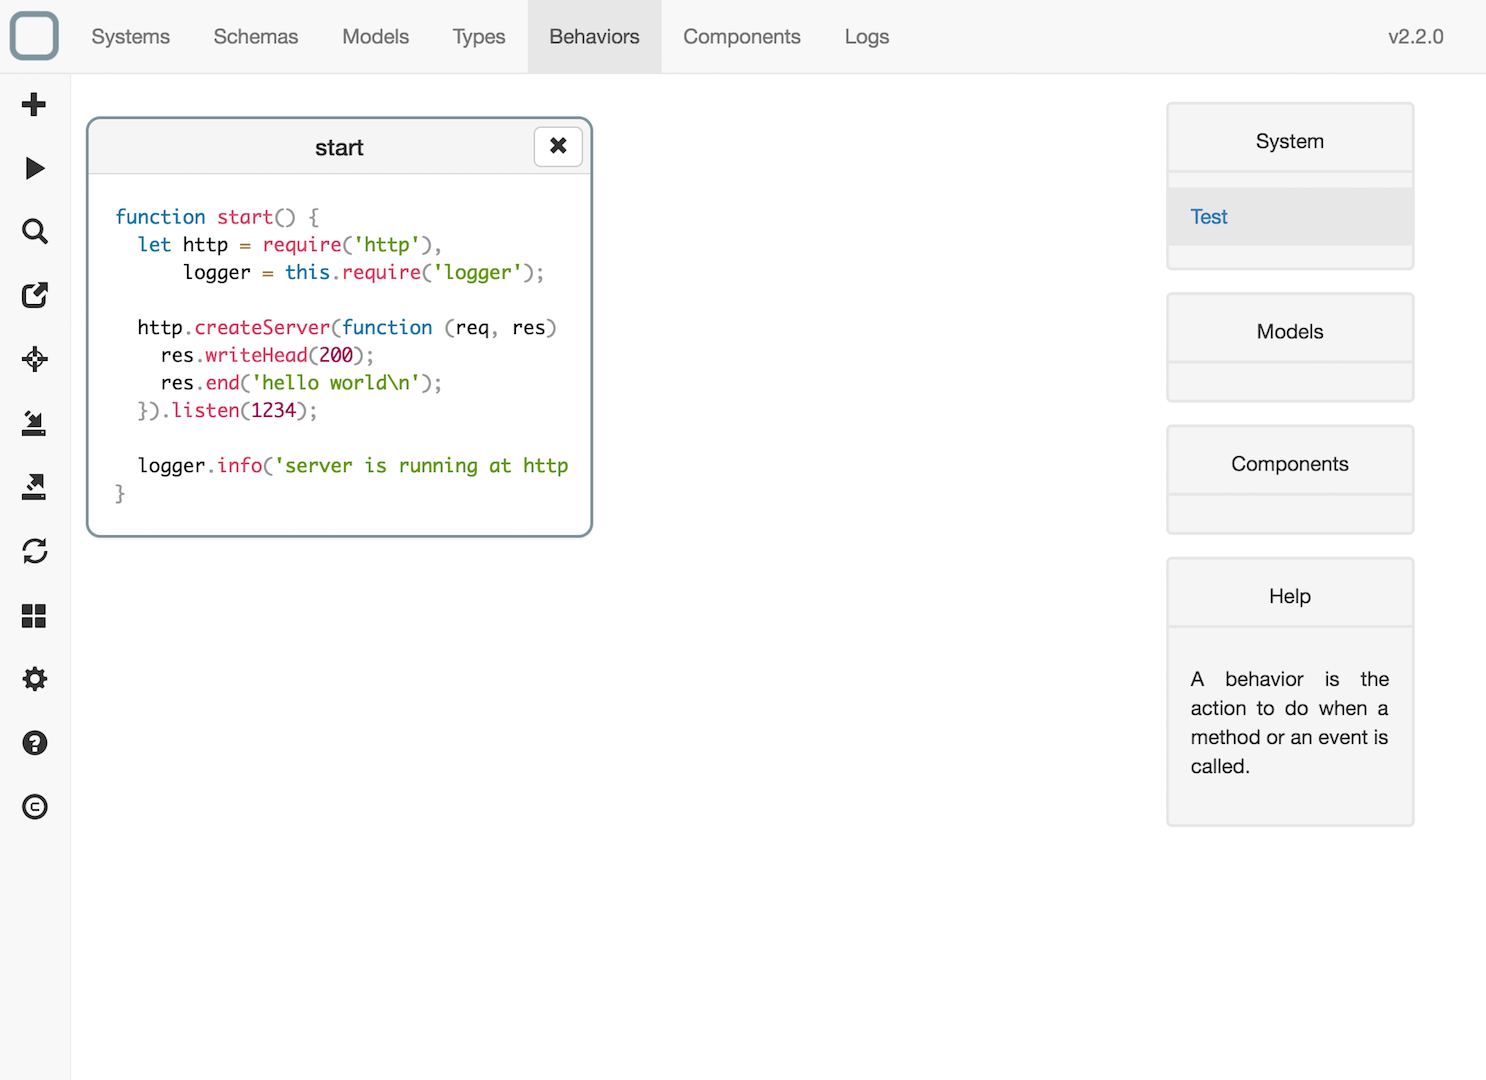 Systems Schemas Models Types Behaviors Components Logs v2.2.0
start
function start() {
  let http = require('http'),
      logger = this.require('logger');
  http.createServer(function (req, res)
    res.writeHead(200);
    res.end('hello world\n');
  }).listen(1234);
  logger.info('server is running at http
}
System
Test
Models
Components
Help
A behavior is the
action to do when a
method or an event is
called.